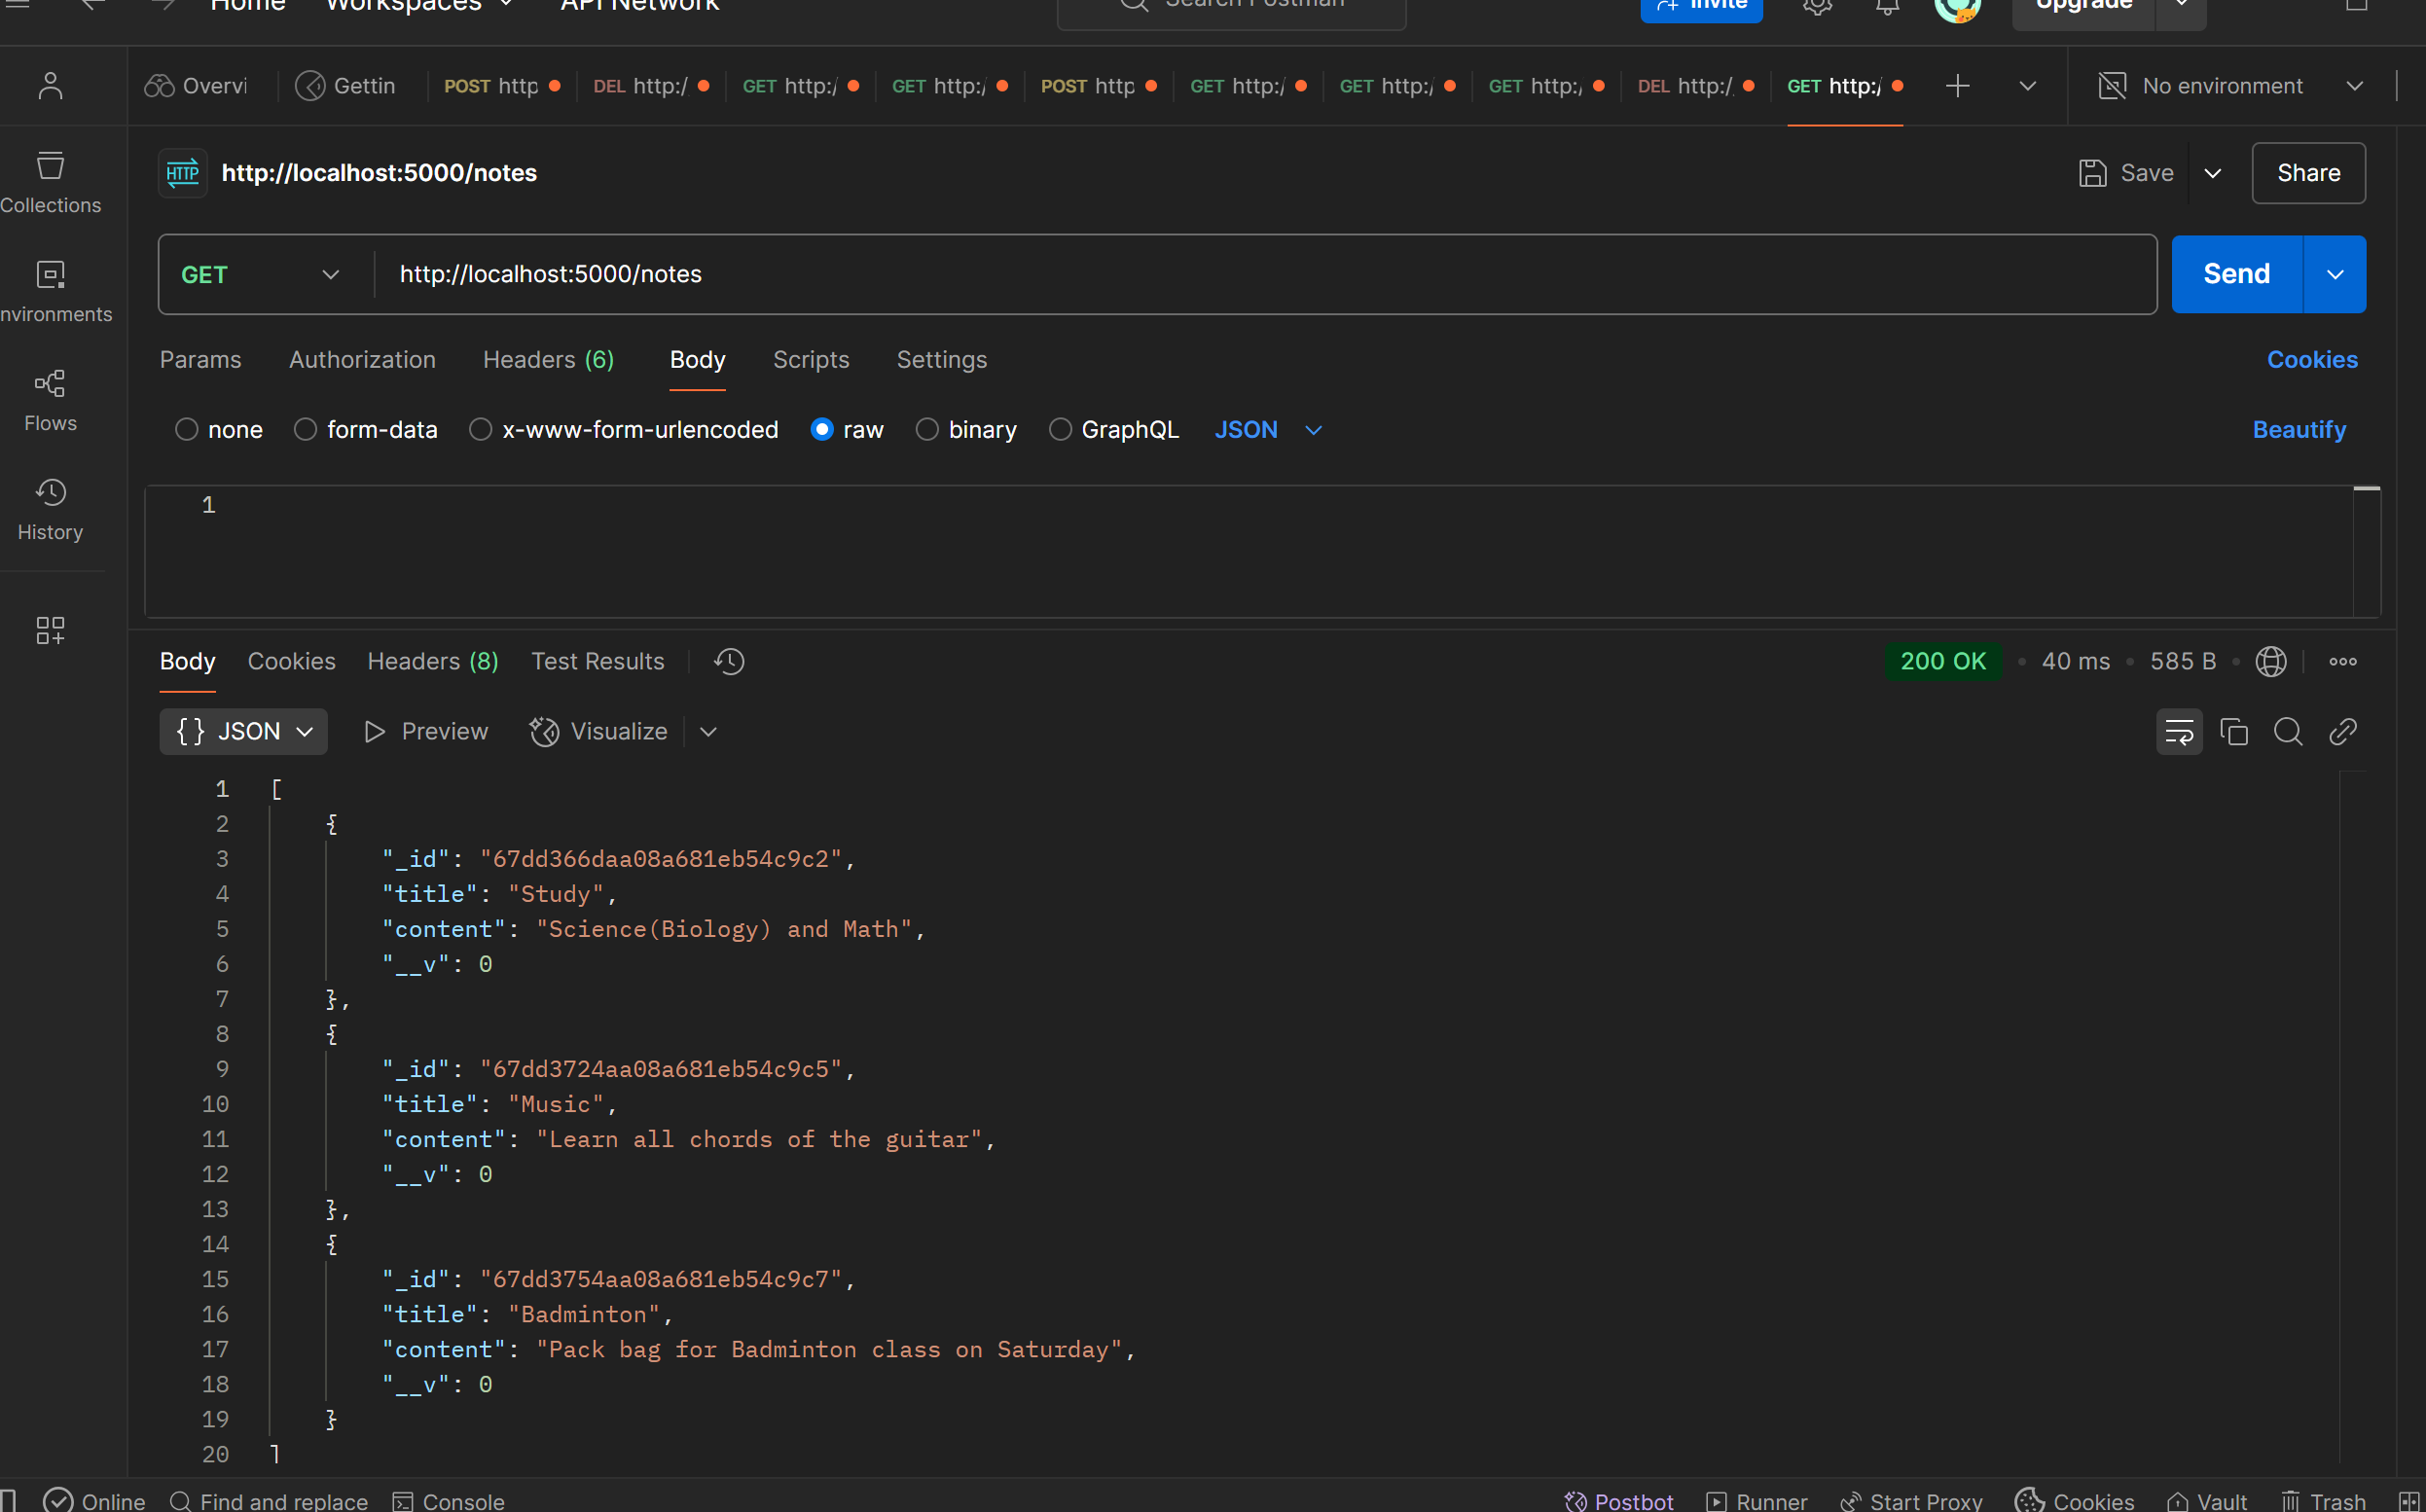 Home Workspaces API Network Search Postman Invite Upgrade
Overvi Gettin POST http DEL http:/ GET http:/ GET http:/ POST http GET http:/ GET http:/ GET http:/ DEL http:/ GET http:/ No environment
HTTP http://localhost:5000/notes Save Share
Collections
GET http://localhost:5000/notes Send
nvironments
Params Authorization Headers (6) Body Scripts Settings Cookies
Flows
none form-data x-www-form-urlencoded raw binary GraphQL JSON Beautify
1
History
Body Cookies Headers (8) Test Results 200 OK • 40 ms • 585 B •
{} JSON Preview Visualize
1 [
2 {
3 "_id": "67dd366daa08a681eb54c9c2",
4 "title": "Study",
5 "content": "Science(Biology) and Math",
6 "__v": 0
7 },
8 {
9 "_id": "67dd3724aa08a681eb54c9c5",
10 "title": "Music",
11 "content": "Learn all chords of the guitar",
12 "__v": 0
13 },
14 {
15 "_id": "67dd3754aa08a681eb54c9c7",
16 "title": "Badminton",
17 "content": "Pack bag for Badminton class on Saturday",
18 "__v": 0
19 }
20 ]
Online Find and replace Console Postbot Runner Start Proxy Cookies Vault Trash